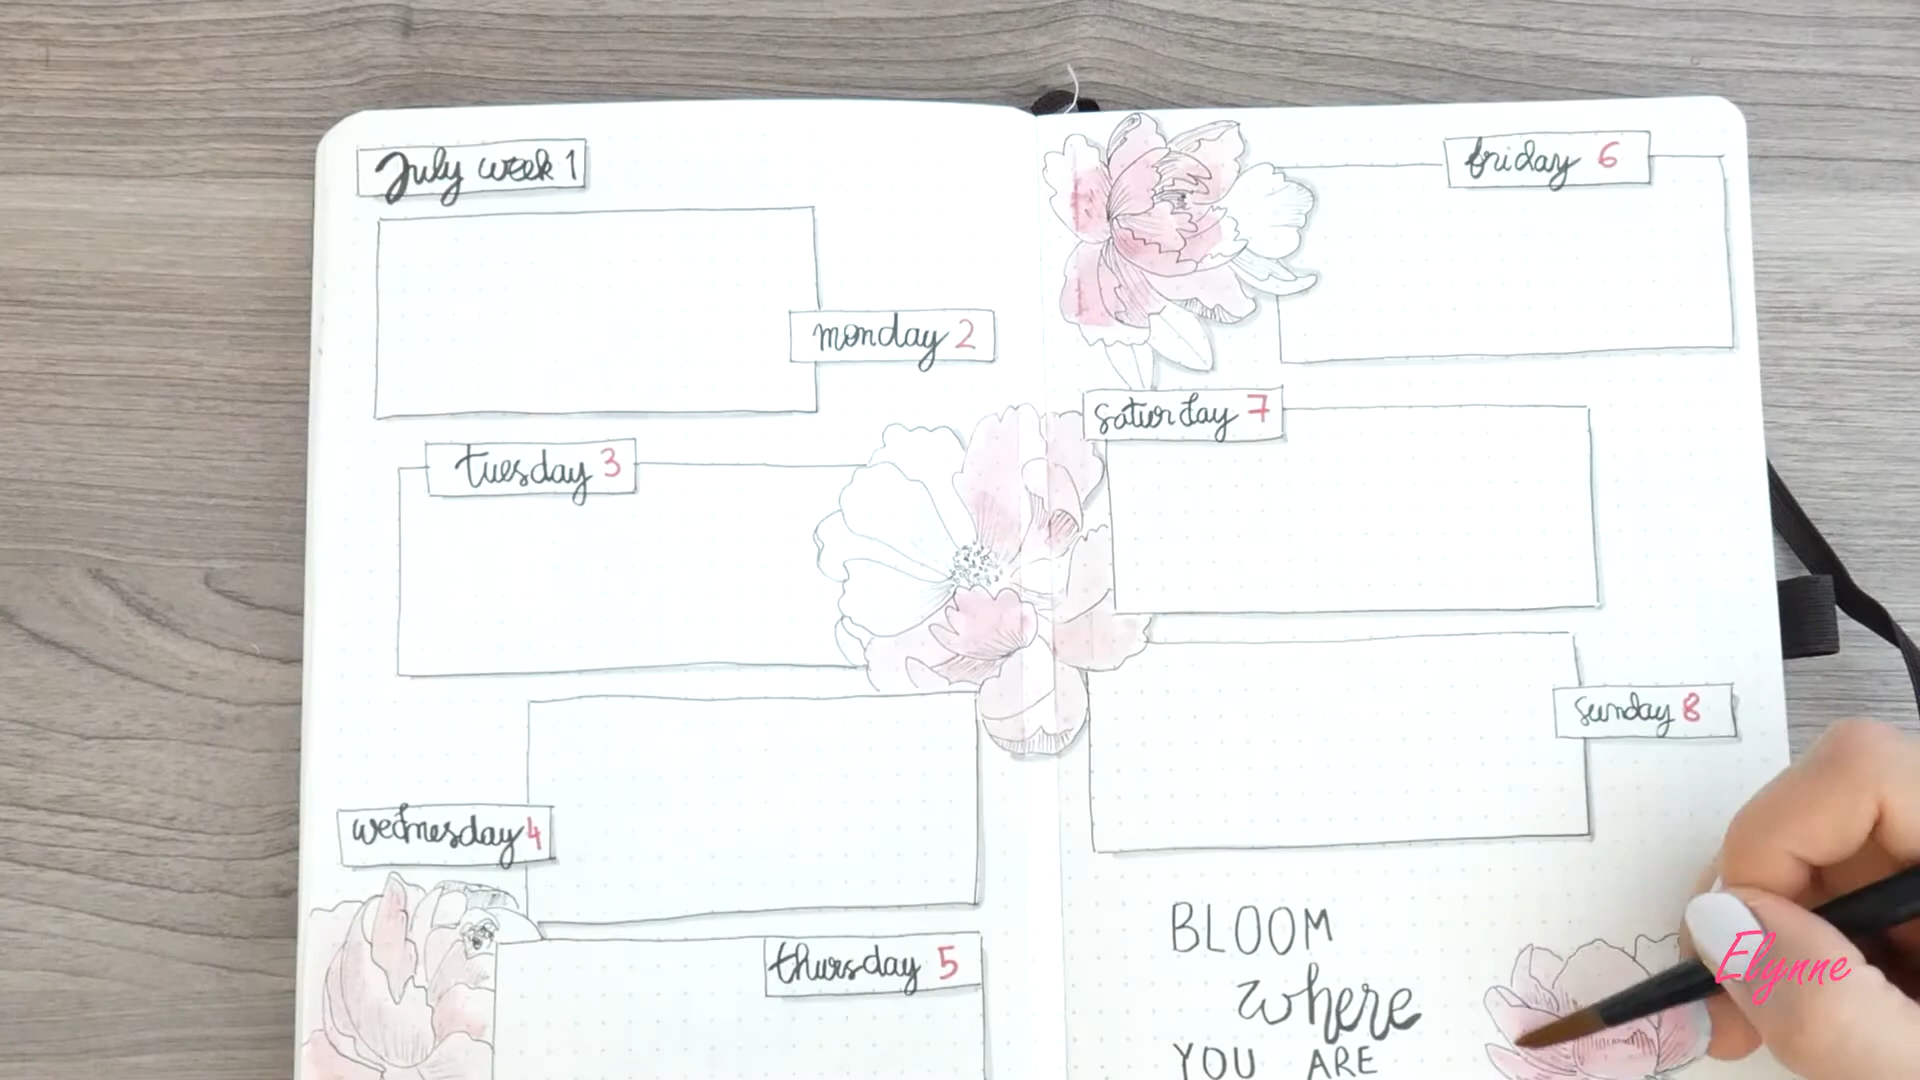 July week 1
monday 2
tuesday 3
wednesday 4
thursday 5
friday 6
saturday 7
sunday 8
BLOOM
where
YOU ARE
Elynne